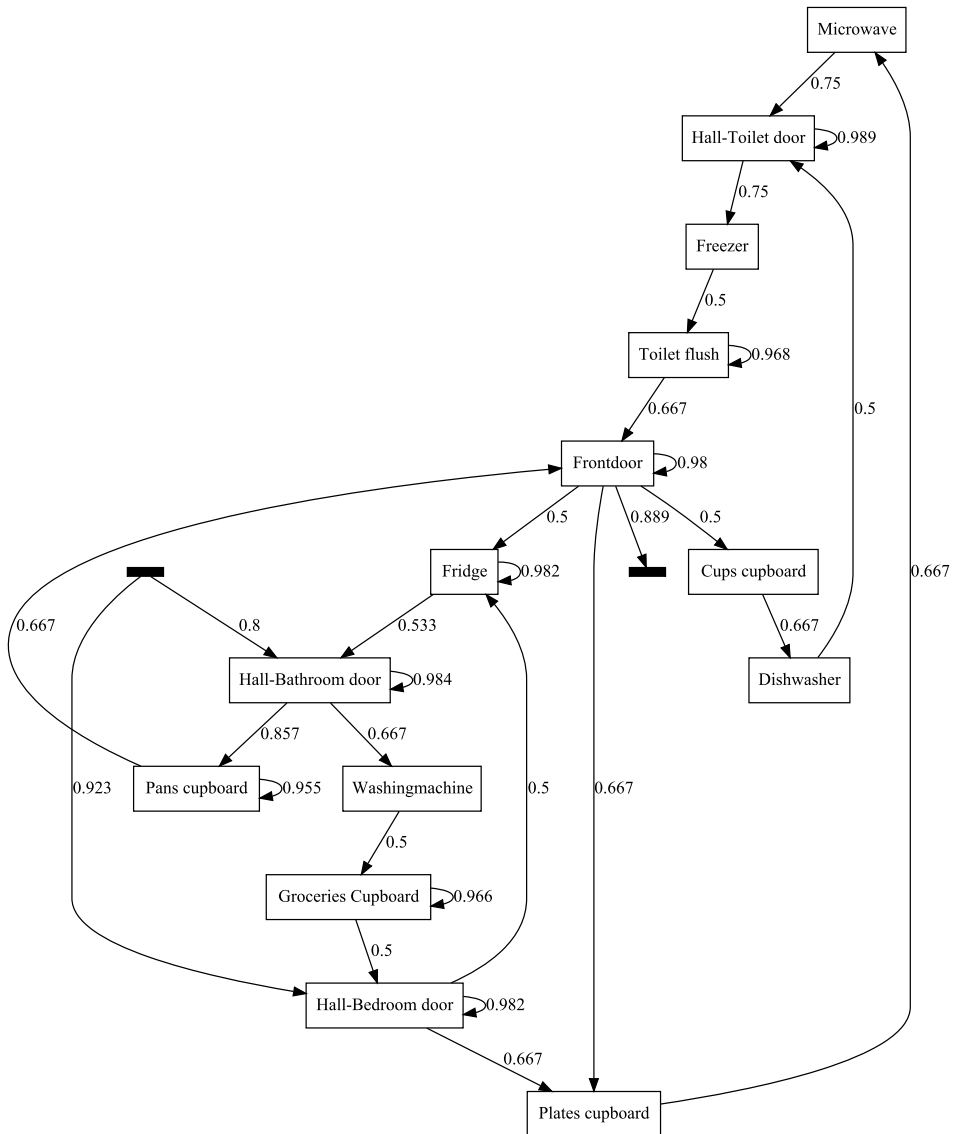 Microwave
0.75
Hall-Toilet door
0.989
0.75
Freezer
0.5
Toilet flush
0.968
0.667
0.5
Frontdoor
0.98
0.5
0.889
0.5
Fridge
0.982
Cups cupboard
0.667
0.667
0.8
0.533
0.667
Hall-Bathroom door
0.984
Dishwasher
0.857
0.667
Pans cupboard
0.955
Washingmachine
0.923
0.5
0.667
0.5
Groceries Cupboard
0.966
0.5
Hall-Bedroom door
0.982
0.667
Plates cupboard